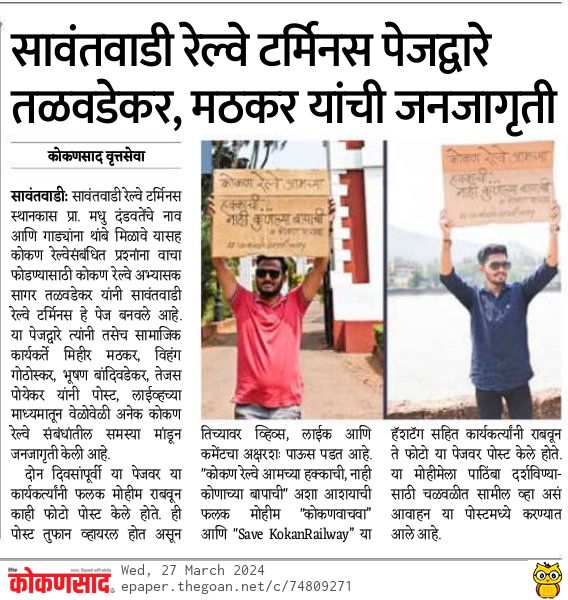 सावंतवाडी रेल्वे टर्मिनस पेजद्वारे
तळवडेकर, मठकर यांची जनजागृती
कोकणसाद वृत्तसेवा
सावंतवाडी: सावंतवाडी रेल्वे टर्मिनस
स्थानकास प्रा. मधु दंडवतेंचे नाव
आणि गाड्यांना थांबे मिळावे यासह
कोकण रेल्वेसंबंधित प्रश्नांना वाचा
फोडण्यासाठी कोकण रेल्वे अभ्यासक
सागर तळवडेकर यांनी सावंतवाडी
रेल्वे टर्मिनस हे पेज बनवले आहे.
या पेजद्वारे त्यांनी तसेच सामाजिक
कार्यकर्ते मिहीर मठकर, विहंग
गोठोस्कर, भूषण बांदिवडेकर, तेजस
पोयेकर यांनी पोस्ट, लाईव्हच्या
माध्यमातून वेळोवेळी अनेक कोकण
रेल्वे संबंधीतील समस्या मांडून
जनजागृती केली आहे.
दोन दिवसांपूर्वी या पेजवर या
कार्यकर्त्यांनी फलक मोहीम राबवून
काही फोटो पोस्ट केले होते. ही
पोस्ट तुफान व्हायरल होत असून
कोकण रेल्वे आमच्या
हक्काची...
नाही कुणाच्या बापाची
कोकण रेल्वे आमच्या
हक्काची...
नाही कुणाच्या बापाची
तिच्यावर व्हिव्स, लाईक आणि
कमेंटचा अक्षरशः पाऊस पडत आहे.
"कोकण रेल्वे आमच्या हक्काची, नाही
कोणाच्या बापाची" अशा आशयाची
फलक मोहीम "कोकणवाचवा"
आणि "Save KokanRailway" या
हॅशटॅग सहित कार्यकर्त्यांनी राबवून
ते फोटो या पेजवर पोस्ट केले होते.
या मोहीमेला पाठिंबा दर्शविण्या-
साठी चळवळीत सामील व्हा असं
आवाहन या पोस्टमध्ये करण्यात
आले आहे.
कोकणसाद
Wed, 27 March 2024
epaper.thegoan.net/c/74809271